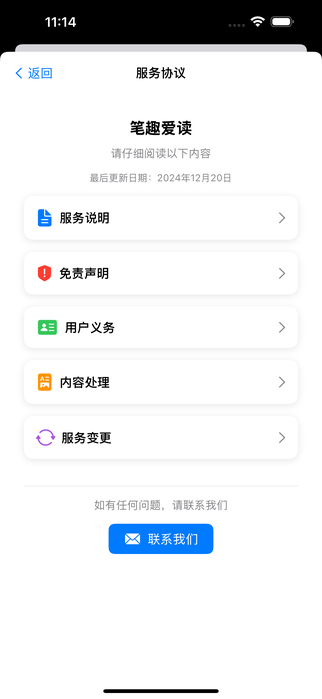 11:14
返回
服务协议
笔趣爱读
请仔细阅读以下内容
最后更新日期：2024年12月20日
服务说明
免责声明
用户义务
内容处理
服务变更
如有任何问题，请联系我们
联系我们